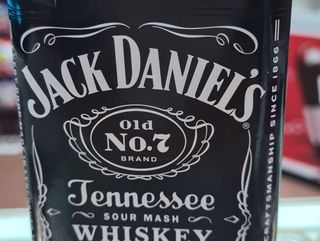 JACK DANIEL'S
®
Old
No.7
BRAND
Tennessee
SOUR MASH
WHISKEY
CRAFTSMANSHIP SINCE 1866